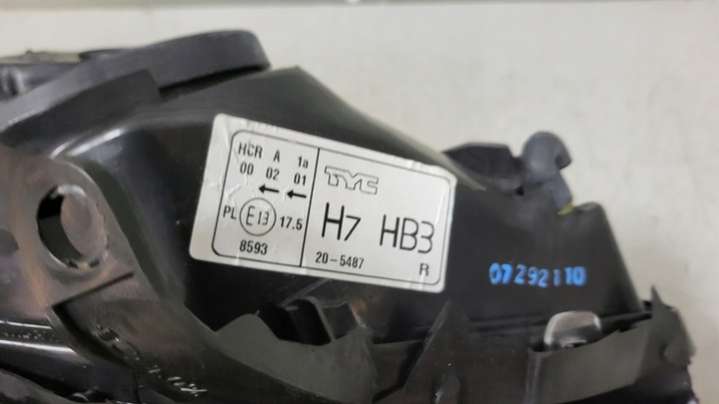 HCR A 1a
00 02 01
←←
PL E13 17.5
8593
TYC
H7 HB3
20-5487 R
07292110